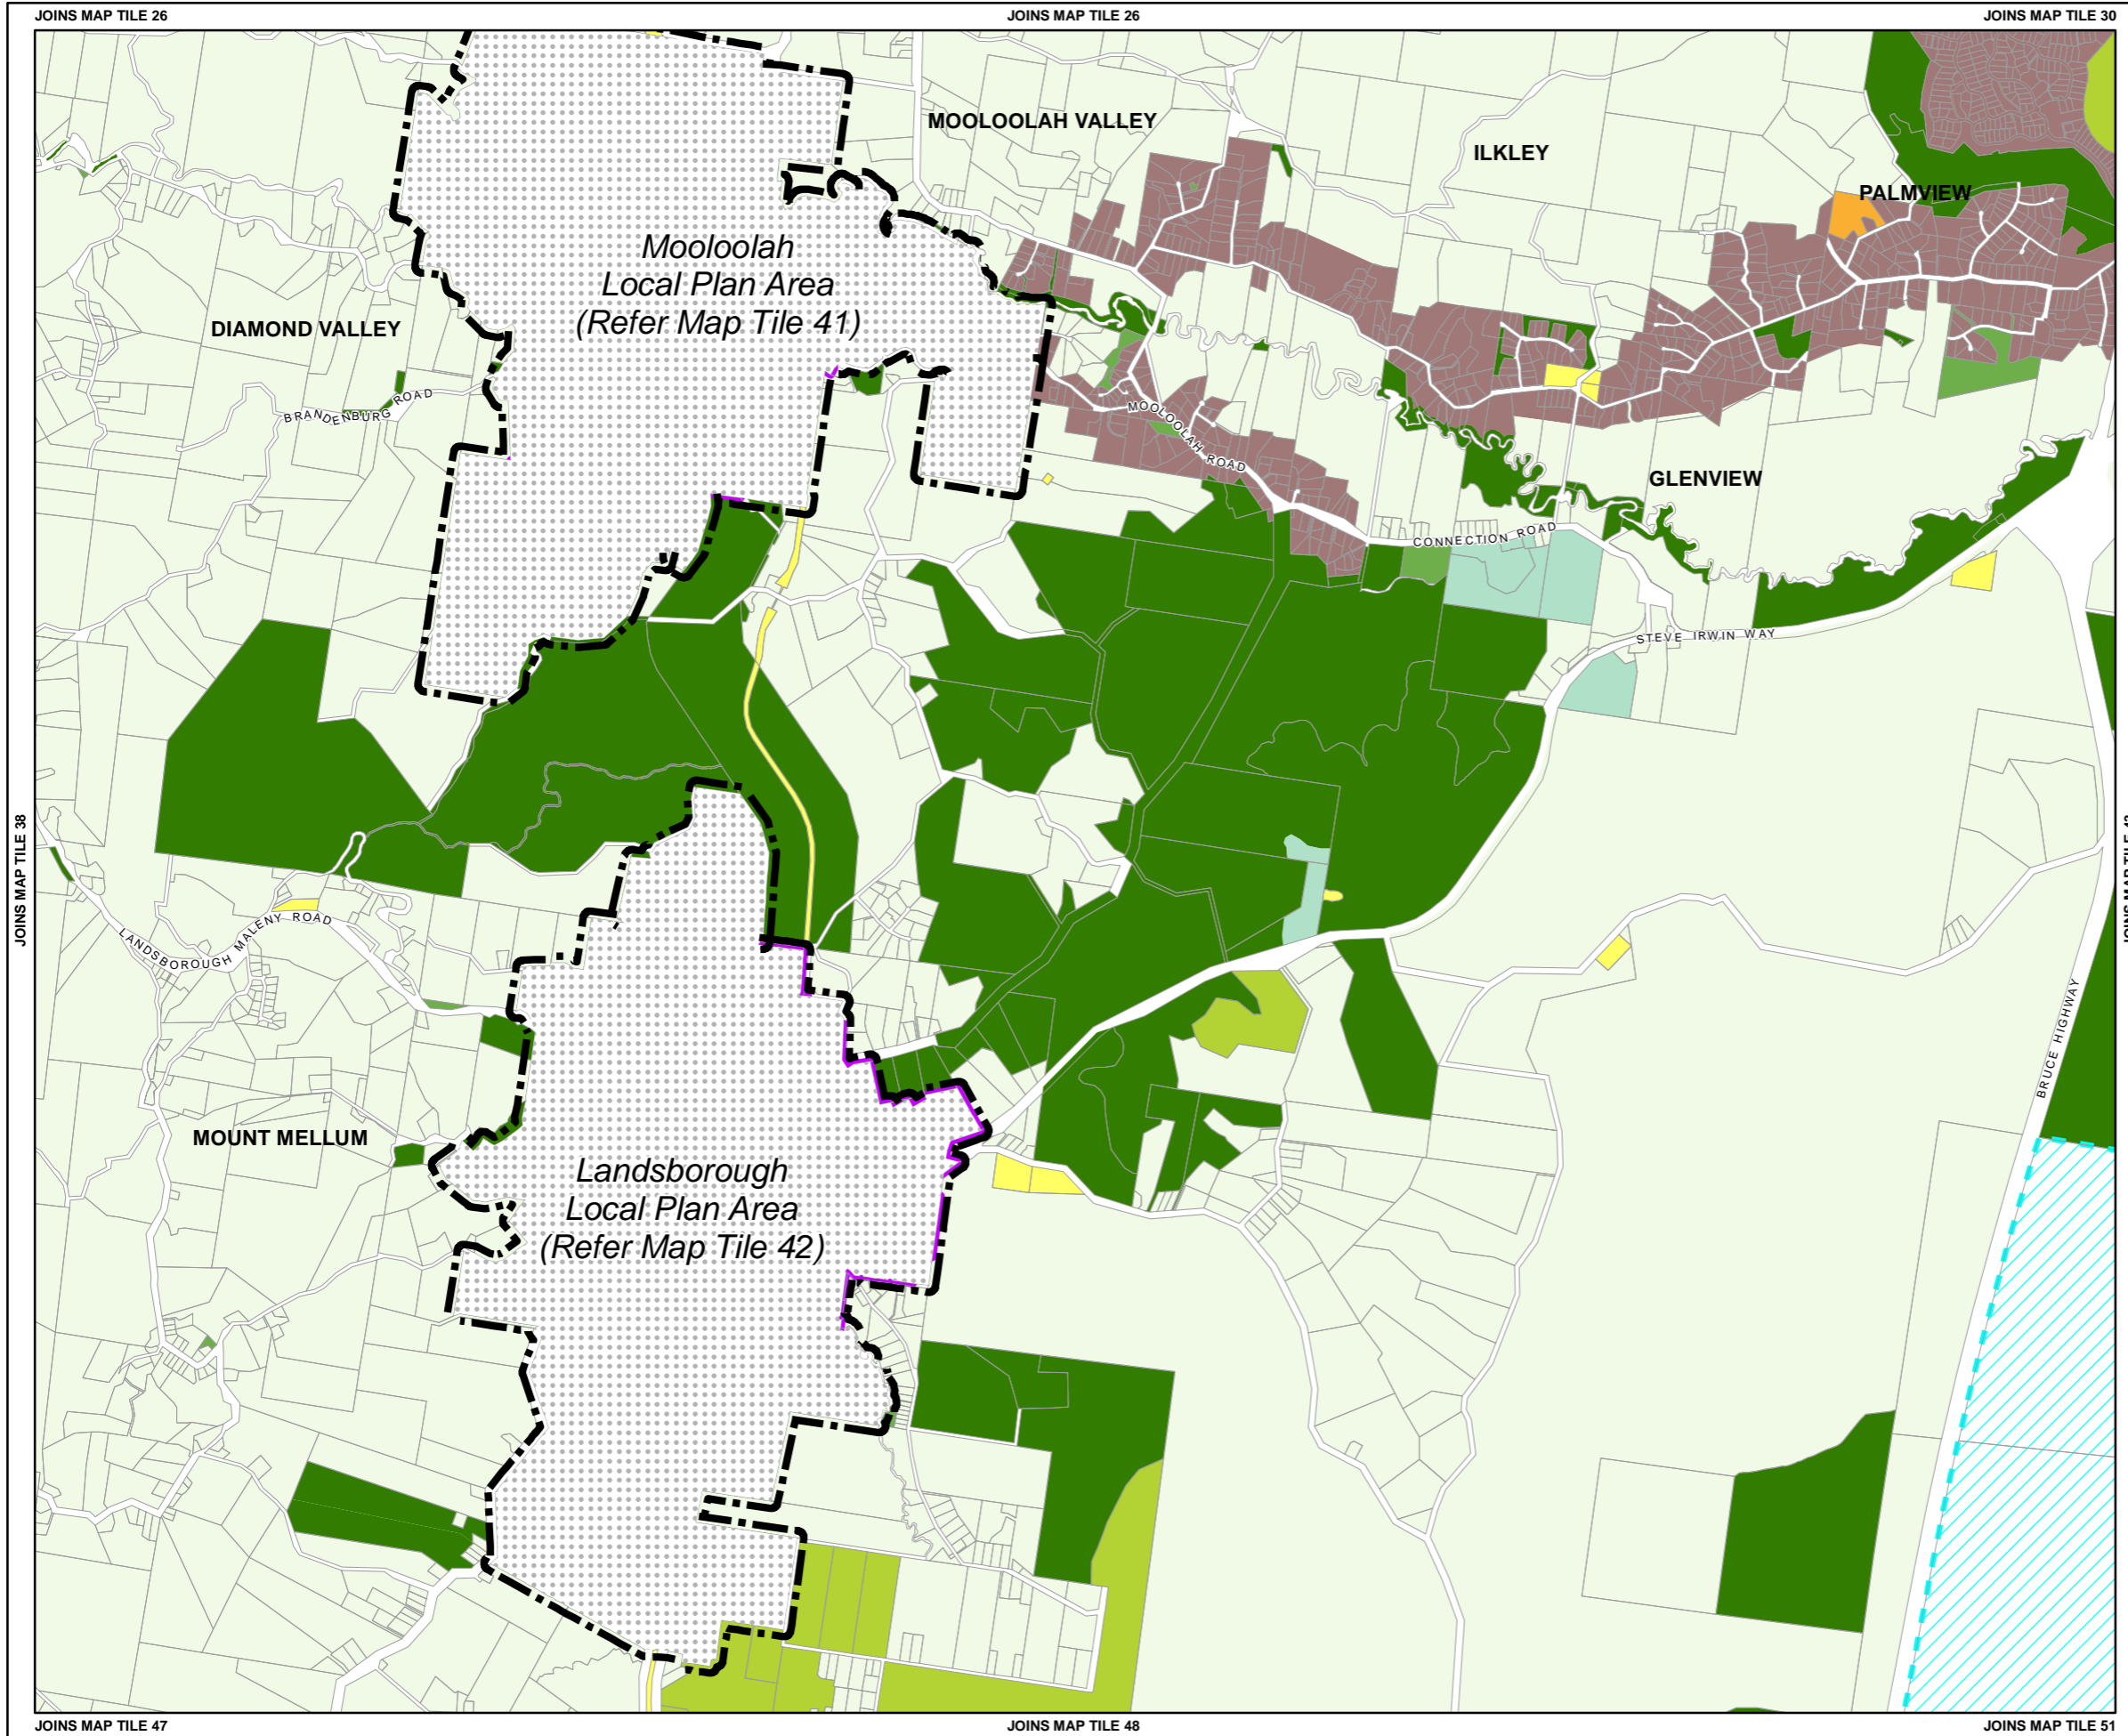 JOINS MAP TILE 26
JOINS MAP TILE 26
JOINS MAP TILE 30
MOOLOOLAH VALLEY
ILKLEY
PALMVIEW
Mooloolah
Local Plan Area
(Refer Map Tile 41)
DIAMOND VALLEY
BRANDENBURG ROAD
MOOLOOLAH ROAD
GLENVIEW
CONNECTION ROAD
STEVE IRWIN WAY
JOINS MAP TILE 38
LANDSBOROUGH MALENY ROAD
BRUCE HIGHWAY
MOUNT MELLUM
Landsborough
Local Plan Area
(Refer Map Tile 42)
JOINS MAP TILE 47
JOINS MAP TILE 48
JOINS MAP TILE 51